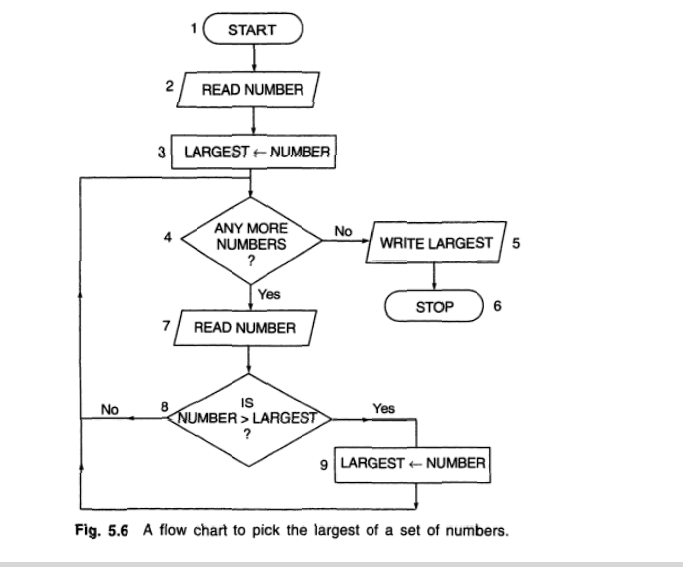 1 START
2 READ NUMBER
3 LARGEST ← NUMBER
4 ANY MORE
NUMBERS
?
No
WRITE LARGEST 5
STOP 6
Yes
7 READ NUMBER
8 IS
NUMBER > LARGEST
?
No
Yes
9 LARGEST ← NUMBER
Fig. 5.6 A flow chart to pick the largest of a set of numbers.